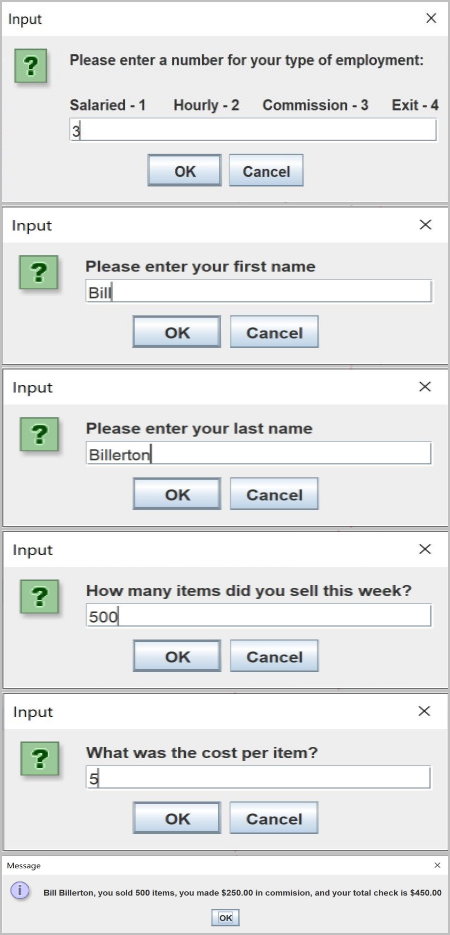 Input
Please enter a number for your type of employment:
Salaried - 1 Hourly - 2 Commission - 3 Exit - 4
3
OK Cancel
Input
Please enter your first name
Bill
OK Cancel
Input
Please enter your last name
Billerton
OK Cancel
Input
How many items did you sell this week?
500
OK Cancel
Input
What was the cost per item?
5
OK Cancel
Message
Bill Billerton, you sold 500 items, you made $250.00 in commision, and your total check is $450.00
OK